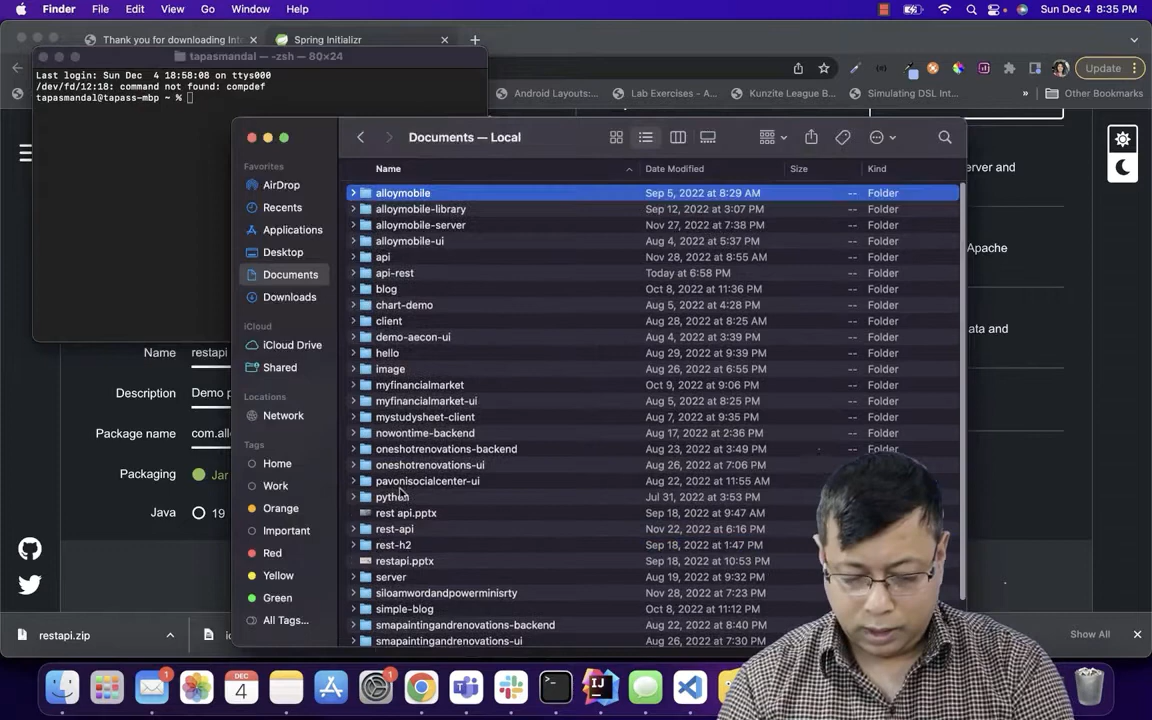 Finder File Edit View Go Window Help Sun Dec 4 8:35 PM
Thank you for downloading Inte
Spring Initializr
Update
tapasmandal — -zsh — 80×24
Last login: Sun Dec 4 18:58:08 on ttys000
/dev/fd/12:18: command not found: compdef
tapasmandal@tapass-mbp ~ %
Android Layouts:...
Lab Exercises - A...
Kunzite League B...
Simulating DSL Int...
»
Other Bookmarks
Documents — Local
Name Date Modified Size Kind
Favorites
AirDrop
Recents
Applications
Desktop
Documents
Downloads
iCloud
iCloud Drive
Shared
Locations
Network
Tags
Home
Work
Orange
Important
Red
Yellow
Green
All Tags...
alloymobile Sep 5, 2022 at 8:29 AM -- Folder
alloymobile-library Sep 12, 2022 at 3:07 PM -- Folder
alloymobile-server Nov 27, 2022 at 7:38 PM -- Folder
alloymobile-ui Aug 4, 2022 at 5:37 PM -- Folder
api Nov 28, 2022 at 8:55 AM -- Folder
api-rest Today at 6:58 PM -- Folder
blog Oct 8, 2022 at 11:36 PM -- Folder
chart-demo Aug 5, 2022 at 4:28 PM -- Folder
client Aug 28, 2022 at 8:25 AM -- Folder
demo-aecon-ui Aug 4, 2022 at 3:39 PM -- Folder
hello Aug 29, 2022 at 9:39 PM -- Folder
image Aug 26, 2022 at 6:55 PM -- Folder
myfinancialmarket Oct 9, 2022 at 9:06 PM -- Folder
myfinancialmarket-ui Aug 5, 2022 at 8:25 PM -- Folder
mystudysheet-client Aug 7, 2022 at 9:35 PM -- Folder
nowontime-backend Aug 17, 2022 at 2:36 PM -- Folder
oneshotrenovations-backend Aug 23, 2022 at 3:49 PM -- Folder
oneshotrenovations-ui Aug 26, 2022 at 7:06 PM
pavonisocialcenter-ui Aug 22, 2022 at 11:55 AM
python Jul 31, 2022 at 3:53 PM
rest api.pptx Sep 18, 2022 at 9:47 AM
rest-api Nov 22, 2022 at 6:16 PM
rest-h2 Sep 18, 2022 at 1:47 PM
restapi.pptx Sep 18, 2022 at 10:53 PM
server Aug 19, 2022 at 9:32 PM
siloamwordandpowerminisrty Nov 28, 2022 at 7:23 PM
simple-blog Oct 8, 2022 at 11:12 PM
smapaintingandrenovations-backend Aug 22, 2022 at 8:40 PM
smapaintingandrenovations-ui Aug 26, 2022 at 7:30 PM
erver and
Apache
ata and
Name restapi
Description Demo p
Package name com.all
Packaging Jar
Java 19
restapi.zip
Show All
1
DEC
4
1